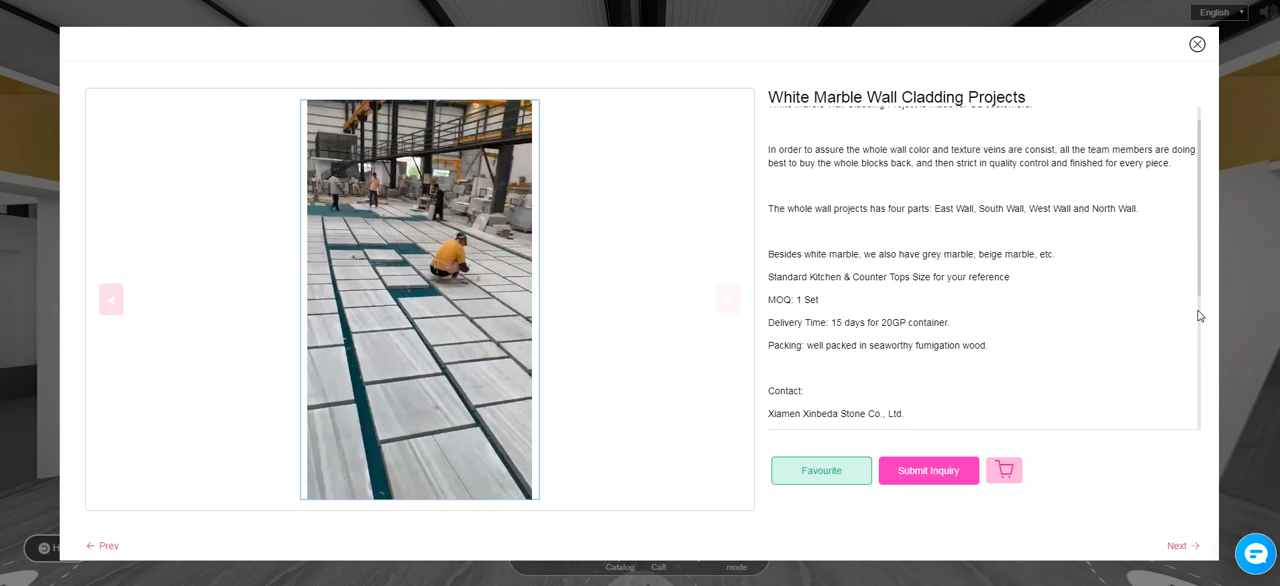 English
White Marble Wall Cladding Projects
In order to assure the whole wall color and texture veins are consist, all the team members are doing
best to buy the whole blocks back, and then strict in quality control and finished for every piece.
The whole wall projects has four parts: East Wall, South Wall, West Wall and North Wall.
Besides white marble, we also have grey marble, beige marble, etc.
Standard Kitchen & Counter Tops Size for your reference
MOQ: 1 Set
Delivery Time: 15 days for 20GP container.
Packing: well packed in seaworthy fumigation wood.
Contact:
Xiamen Xinbeda Stone Co., Ltd.
Favourite
Submit Inquiry
Prev
Next
Catalog
Call
mode